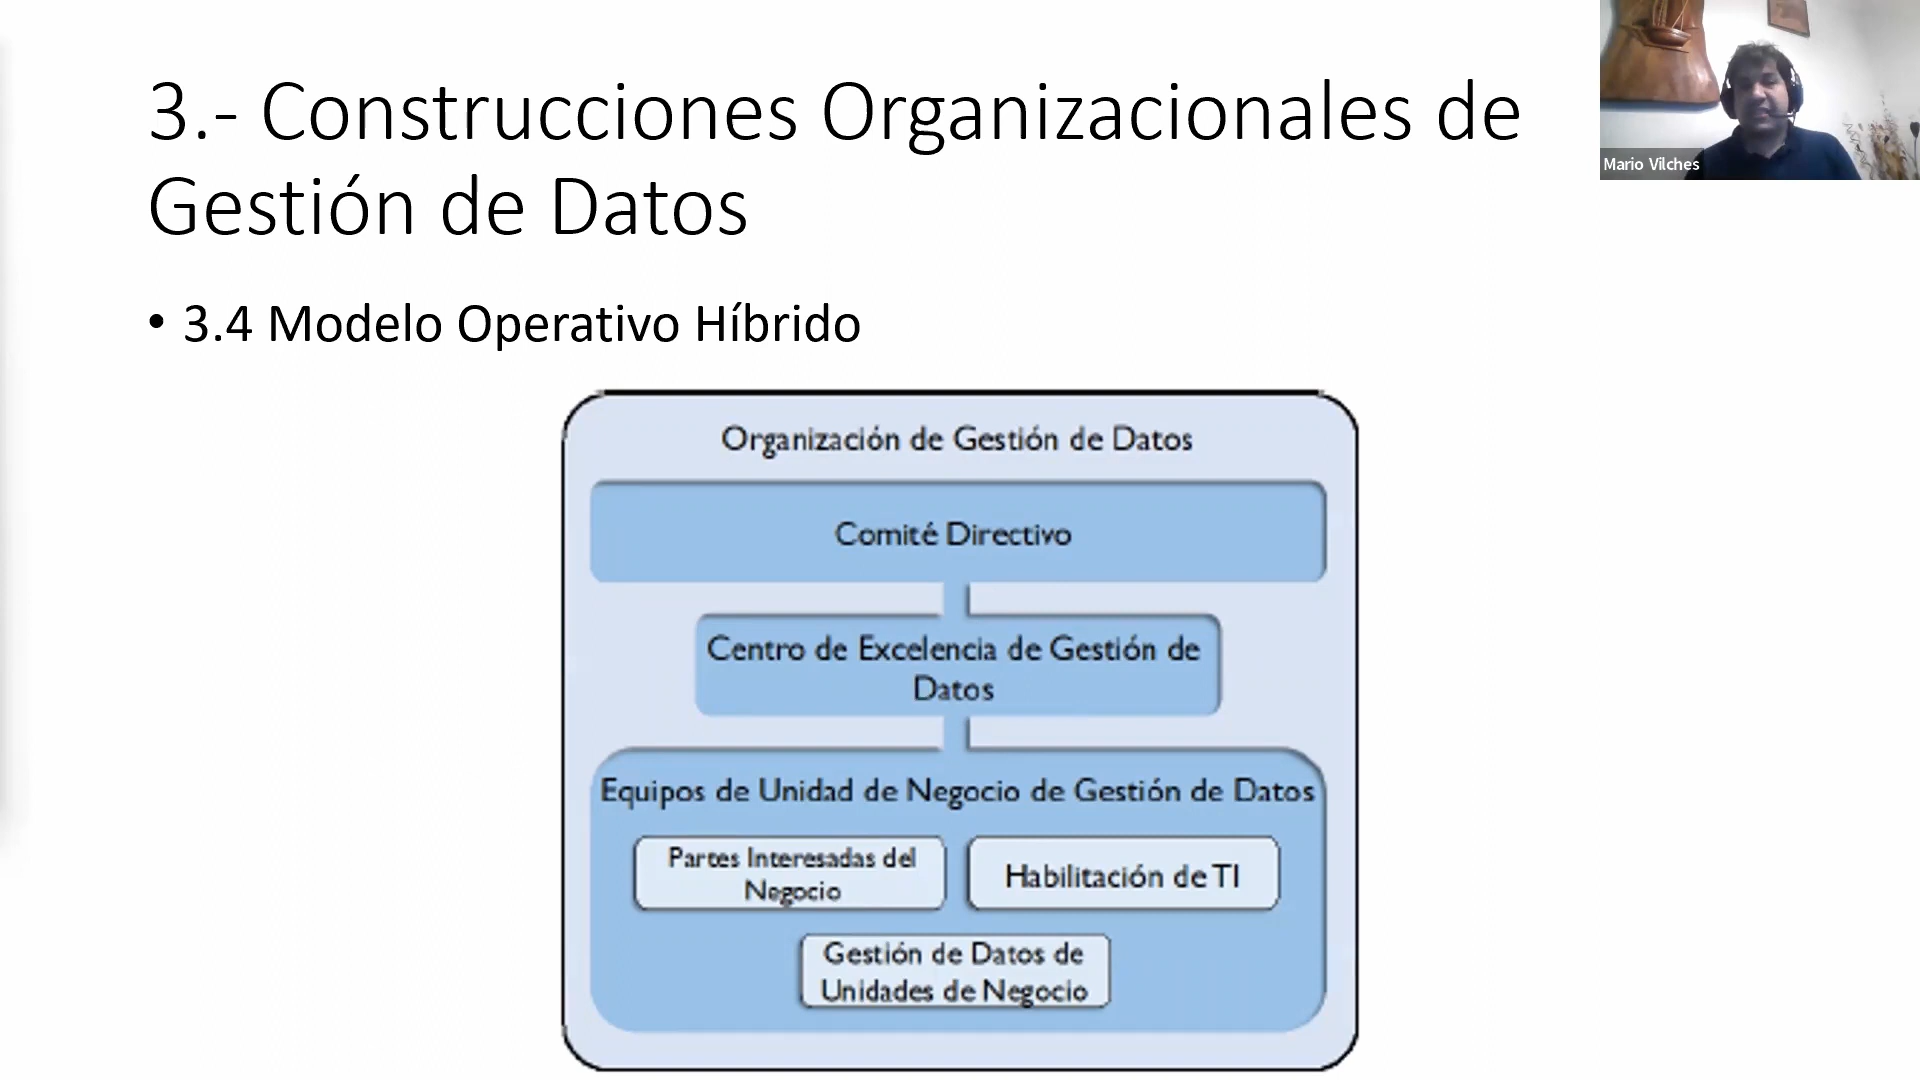 3.- Construcciones Organizacionales de
Gestión de Datos
Mario Vilches
• 3.4 Modelo Operativo Híbrido
Organización de Gestión de Datos
Comité Directivo
Centro de Excelencia de Gestión de
Datos
Equipos de Unidad de Negocio de Gestión de Datos
Partes Interesadas del
Negocio
Habilitación de TI
Gestión de Datos de
Unidades de Negocio